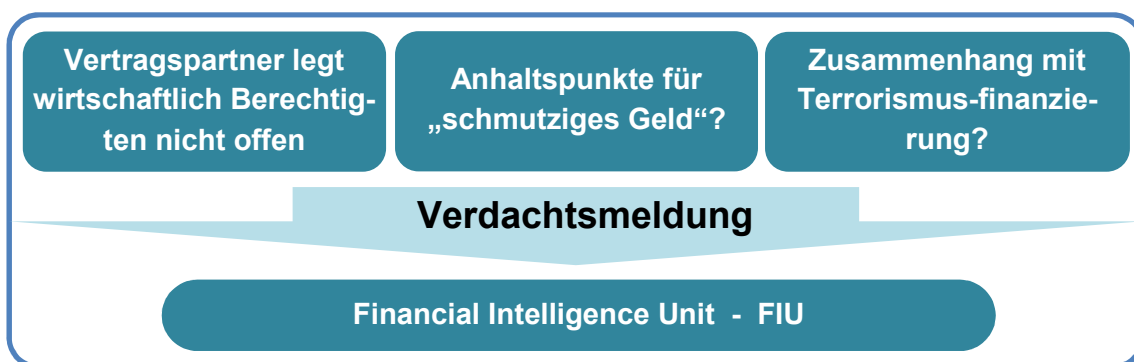 Vertragspartner legt
wirtschaftlich Berechtig-
ten nicht offen
Anhaltspunkte für
„schmutziges Geld“?
Zusammenhang mit
Terrorismus-finanzie-
rung?
Verdachtsmeldung
Financial Intelligence Unit - FIU